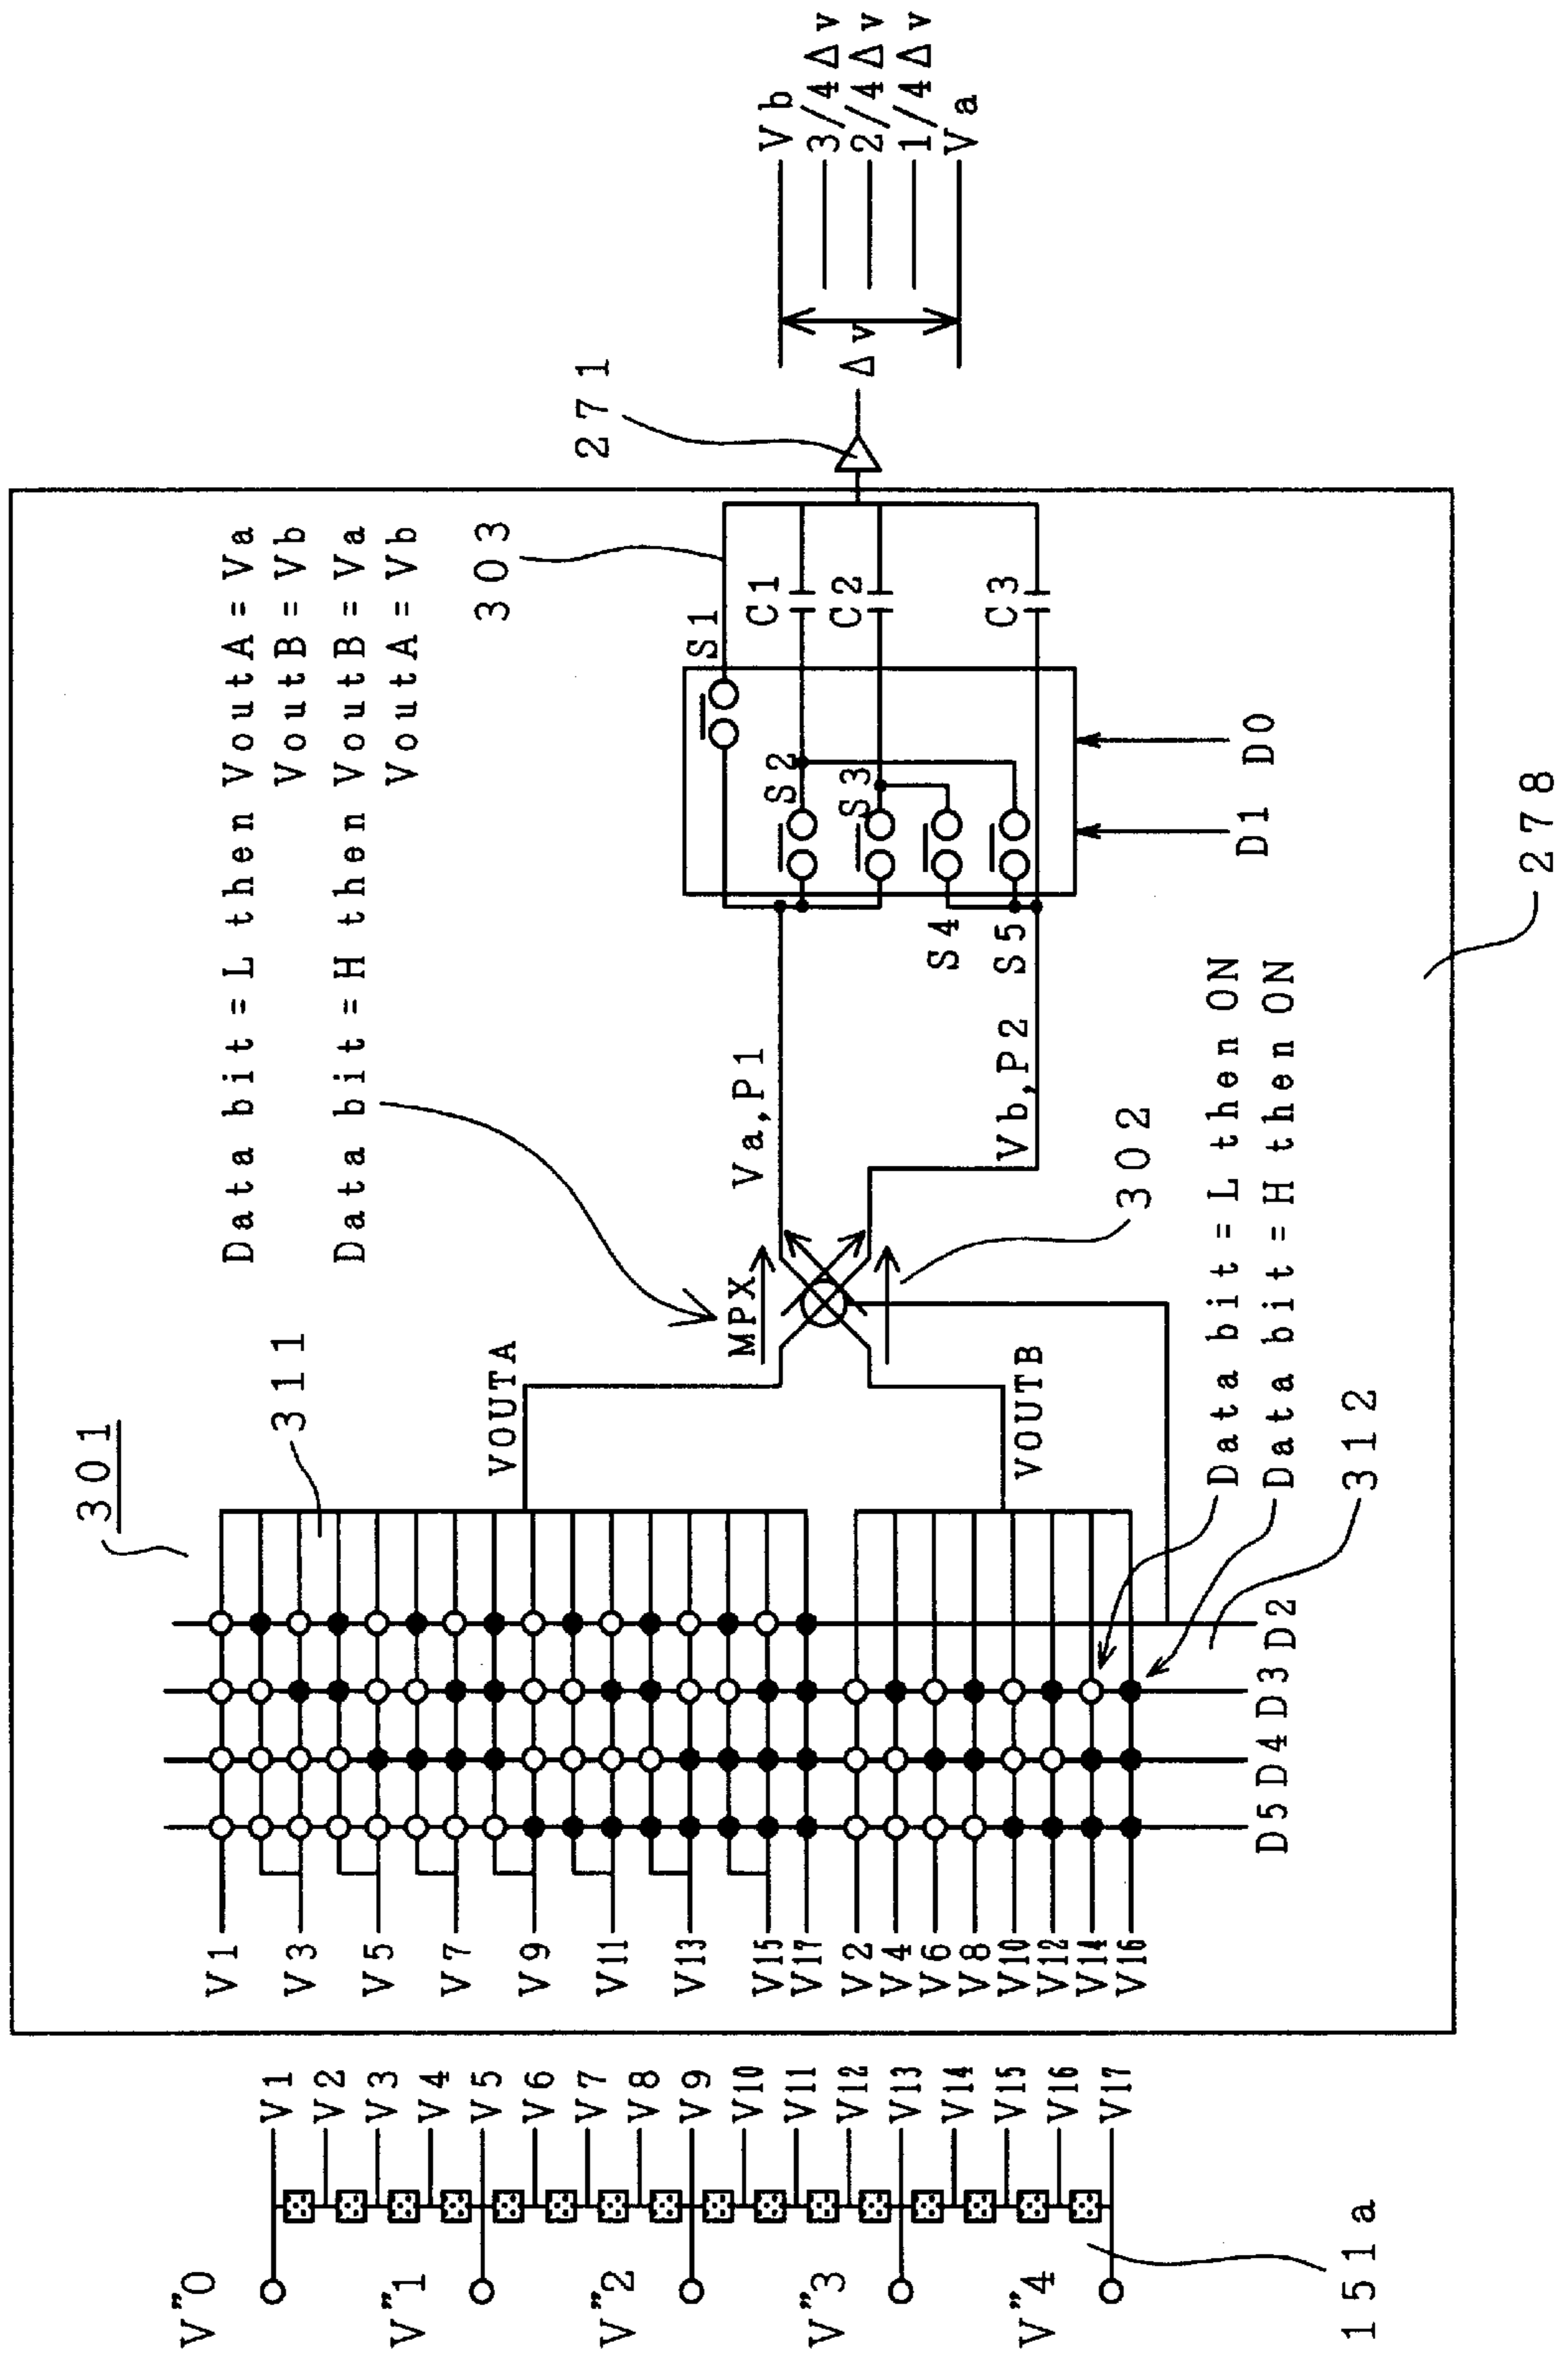 V"0
V"1
V"2
V"3
V"4
151a
V1
V2
V3
V4
V5
V6
V7
V8
V9
V10
V11
V12
V13
V14
V15
V16
V17
301
311
V1
V3
V5
V7
V9
V11
V13
V15
V17
V2
V4
V6
V8
V10
V12
V14
V16
D5
D4
D3
D2
312
VOUTA
VOUTB
Data bit=L then ON
Data bit=H then ON
MPX
302
Data bit=L then VoutA=Va
VoutB=Vb
Data bit=H then VoutB=Va
VoutA=Vb
Va,P1
Vb,P2
S1
S2
S3
S4
S5
D1
D0
C1
C2
C3
303
278
271
Δv
Vb
3/4Δv
2/4Δv
1/4Δv
Va